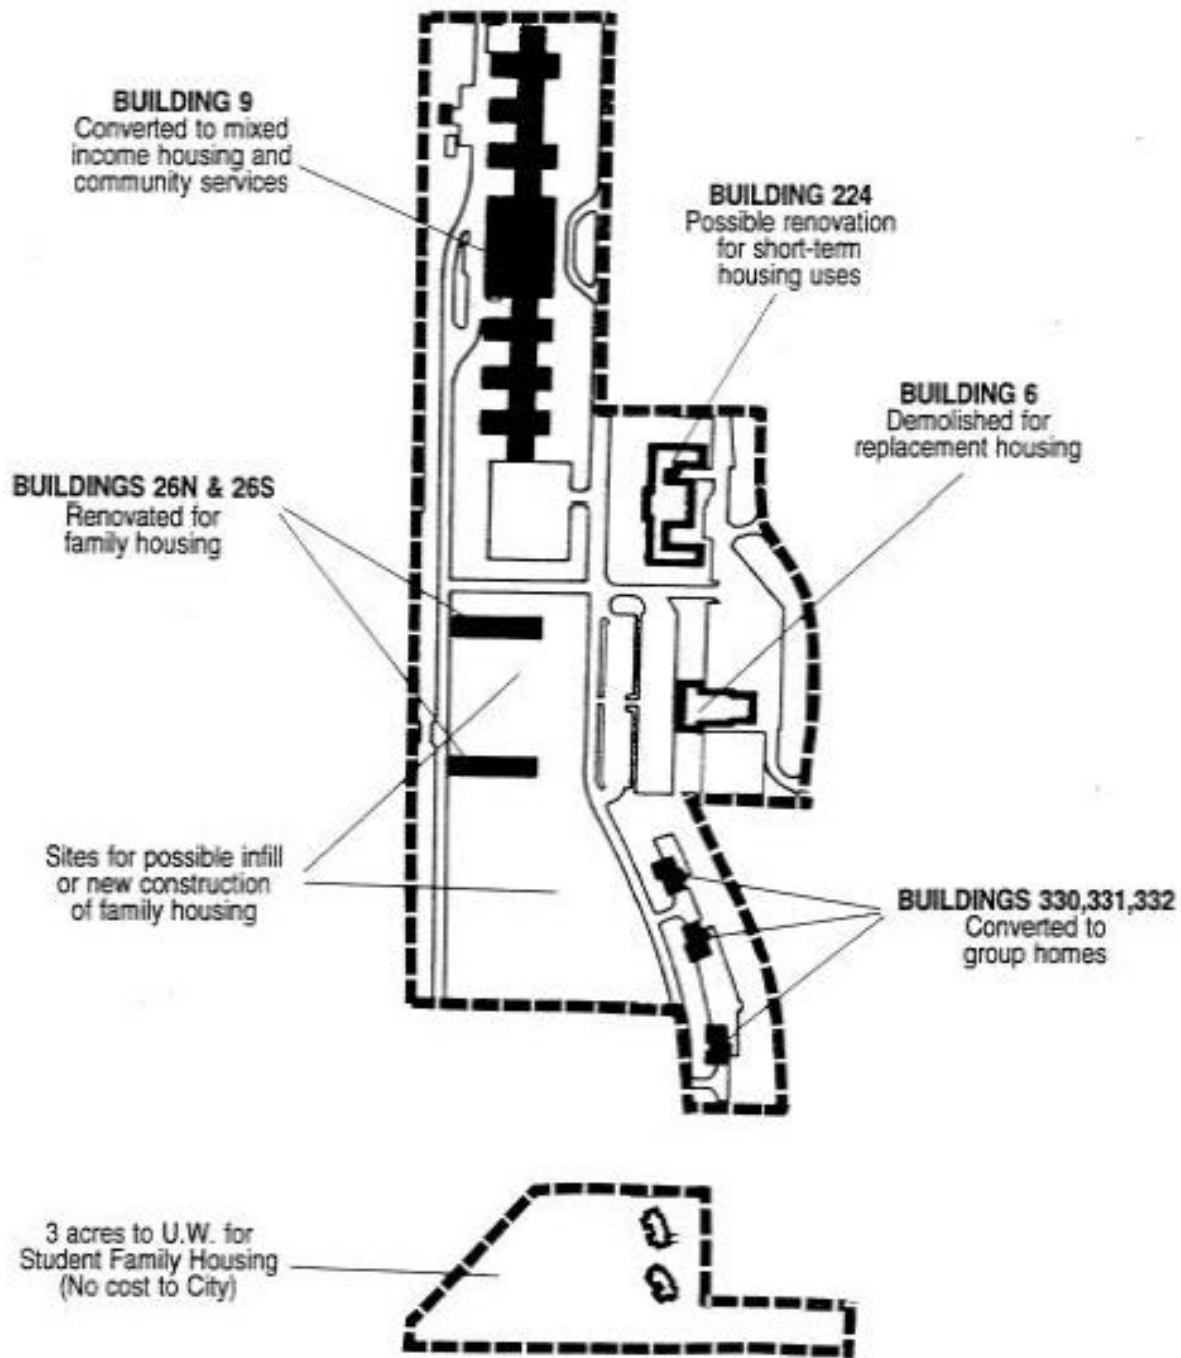 BUILDING 9
Converted to mixed
income housing and
community services
BUILDING 224
Possible renovation
for short-term
housing uses
BUILDING 6
Demolished for
replacement housing
BUILDINGS 26N & 26S
Renovated for
family housing
Sites for possible infill
or new construction
of family housing
BUILDINGS 330,331,332
Converted to
group homes
3 acres to U.W. for
Student Family Housing
(No cost to City)